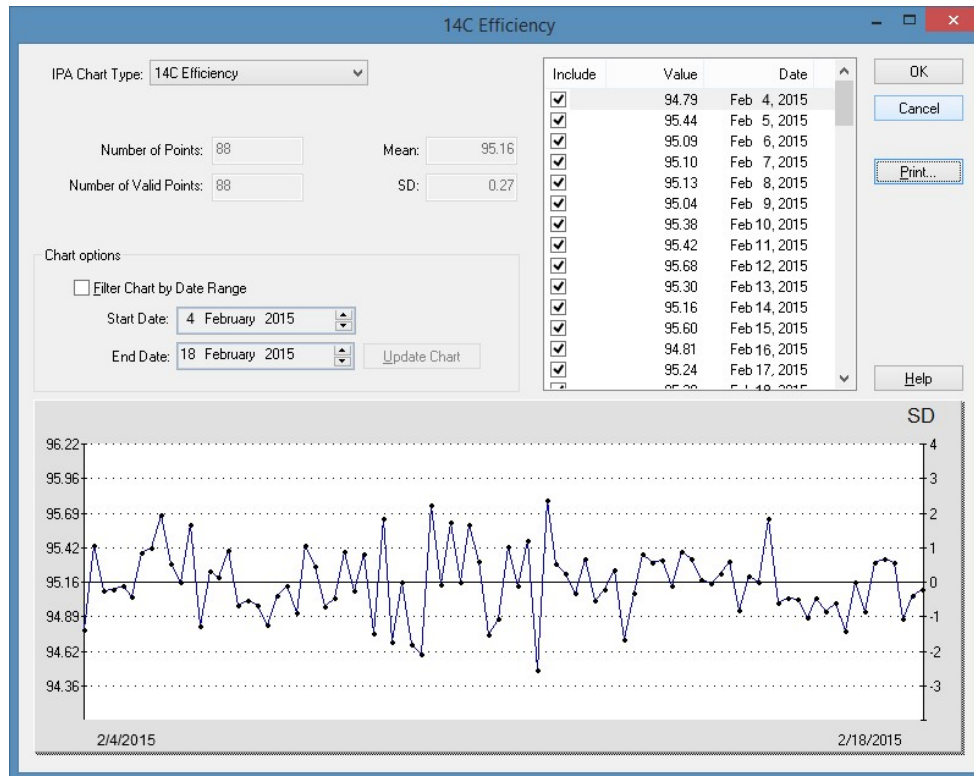 14C Efficiency
IPA Chart Type: 14C Efficiency
Number of Points: 88 Mean: 95.16
Number of Valid Points: 88 SD: 0.27
Chart options
Filter Chart by Date Range
Start Date: 4 February 2015
End Date: 18 February 2015 Update Chart
Include Value Date
94.79 Feb 4, 2015
95.44 Feb 5, 2015
95.09 Feb 6, 2015
95.10 Feb 7, 2015
95.13 Feb 8, 2015
95.04 Feb 9, 2015
95.38 Feb 10, 2015
95.42 Feb 11, 2015
95.68 Feb 12, 2015
95.30 Feb 13, 2015
95.16 Feb 14, 2015
95.60 Feb 15, 2015
94.81 Feb 16, 2015
95.24 Feb 17, 2015
OK
Cancel
Print...
Help
SD
96.22 4
95.96 3
95.69 2
95.42 1
95.16 0
94.89 -1
94.62 -2
94.36 -3
2/4/2015 2/18/2015